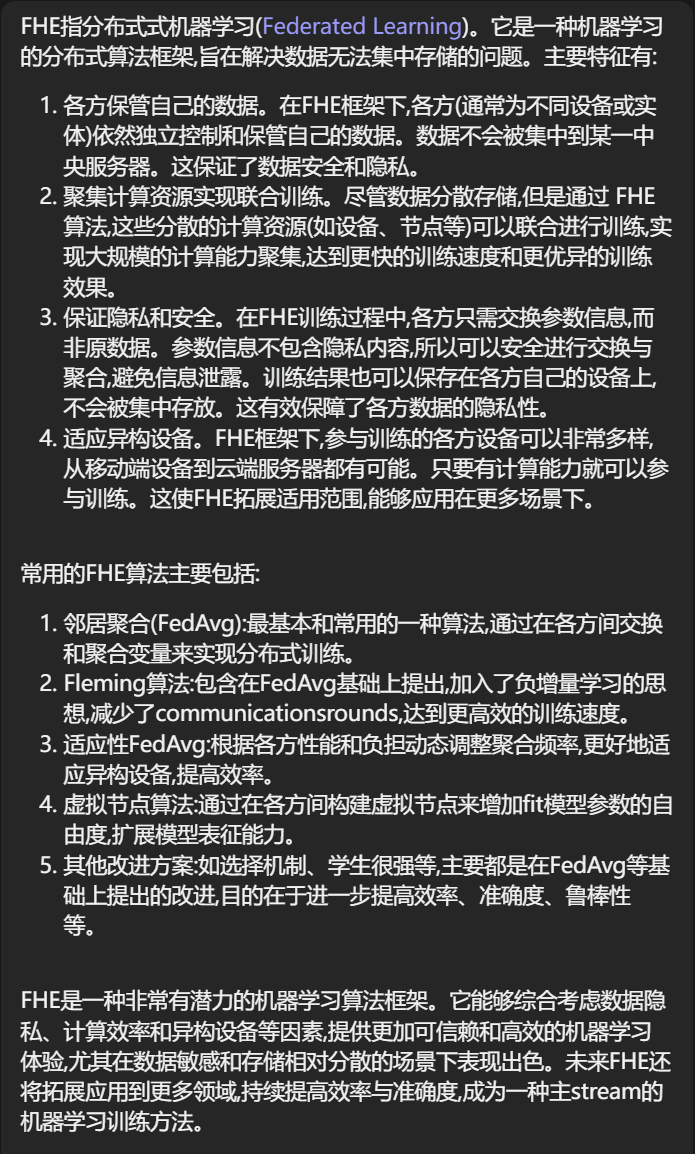 FHE指分布式式机器学习(Federated Learning)。它是一种机器学习
的分布式算法框架,旨在解决数据无法集中存储的问题。主要特征有:
1. 各方保管自己的数据。在FHE框架下,各方(通常为不同设备或实
体)依然独立控制和保管自己的数据。数据不会被集中到某一中
央服务器。这保证了数据安全和隐私。
2. 聚集计算资源实现联合训练。尽管数据分散存储,但是通过 FHE
算法,这些分散的计算资源(如设备、节点等)可以联合进行训练,实
现大规模的计算能力聚集,达到更快的训练速度和更优异的训练
效果。
3. 保证隐私和安全。在FHE训练过程中,各方只需交换参数信息,而
非原数据。参数信息不包含隐私内容,所以可以安全进行交换与
聚合,避免信息泄露。训练结果也可以保存在各方自己的设备上,
不会被集中存放。这有效保障了各方数据的隐私性。
4. 适应异构设备。FHE框架下,参与训练的各方设备可以非常多样,
从移动端设备到云端服务器都有可能。只要有计算能力就可以参
与训练。这使FHE拓展适用范围,能够应用在更多场景下。
常用的FHE算法主要包括:
1. 邻居聚合(FedAvg):最基本和常用的一种算法,通过在各方间交换
和聚合变量来实现分布式训练。
2. Fleming算法:包含在FedAvg基础上提出,加入了负增量学习的思
想,减少了communicationsrounds,达到更高效的训练速度。
3. 适应性FedAvg:根据各方性能和负担动态调整聚合频率,更好地适
应异构设备,提高效率。
4. 虚拟节点算法:通过在各方间构建虚拟节点来增加fit模型参数的自
由度,扩展模型表征能力。
5. 其他改进方案:如选择机制、学生很强等,主要都是在FedAvg等基
础上提出的改进,目的在于进一步提高效率、准确度、鲁棒性
等。
FHE是一种非常有潜力的机器学习算法框架。它能够综合考虑数据隐
私、计算效率和异构设备等因素,提供更加可信赖和高效的机器学习
体验,尤其在数据敏感和存储相对分散的场景下表现出色。未来FHE还
将拓展应用到更多领域,持续提高效率与准确度,成为一种主stream的
机器学习训练方法。